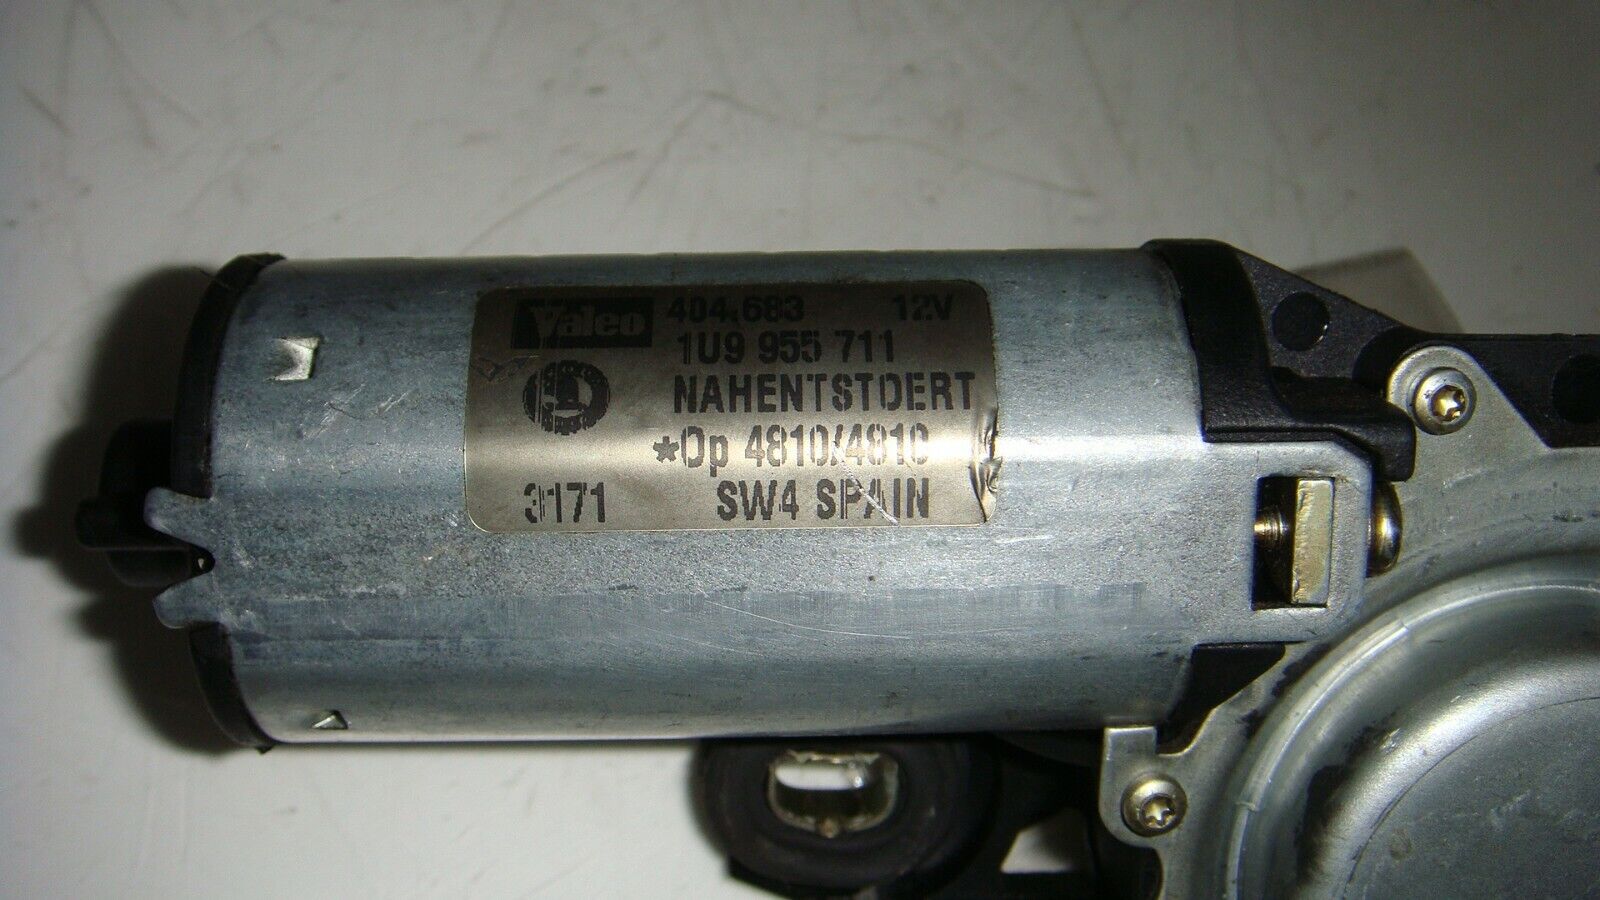 Valeo 404.683 12V
1U9 955 711
NAHENTSTOERT
*Op 4810/4810
3171 SW4 SPAIN